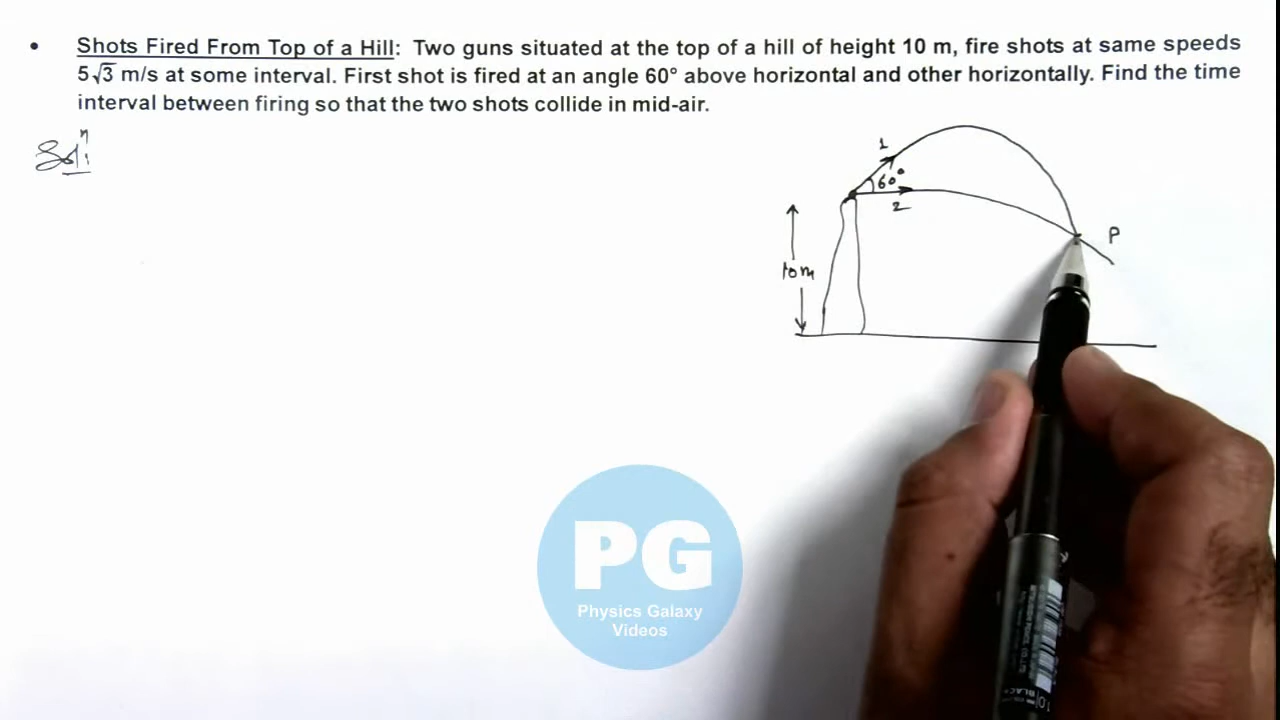 • Shots Fired From Top of a Hill: Two guns situated at the top of a hill of height 10 m, fire shots at same speeds
5√3 m/s at some interval. First shot is fired at an angle 60° above horizontal and other horizontally. Find the time
interval between firing so that the two shots collide in mid-air.
Solⁿ:
1
60°
2
P
10m
PG
Physics Galaxy
Videos